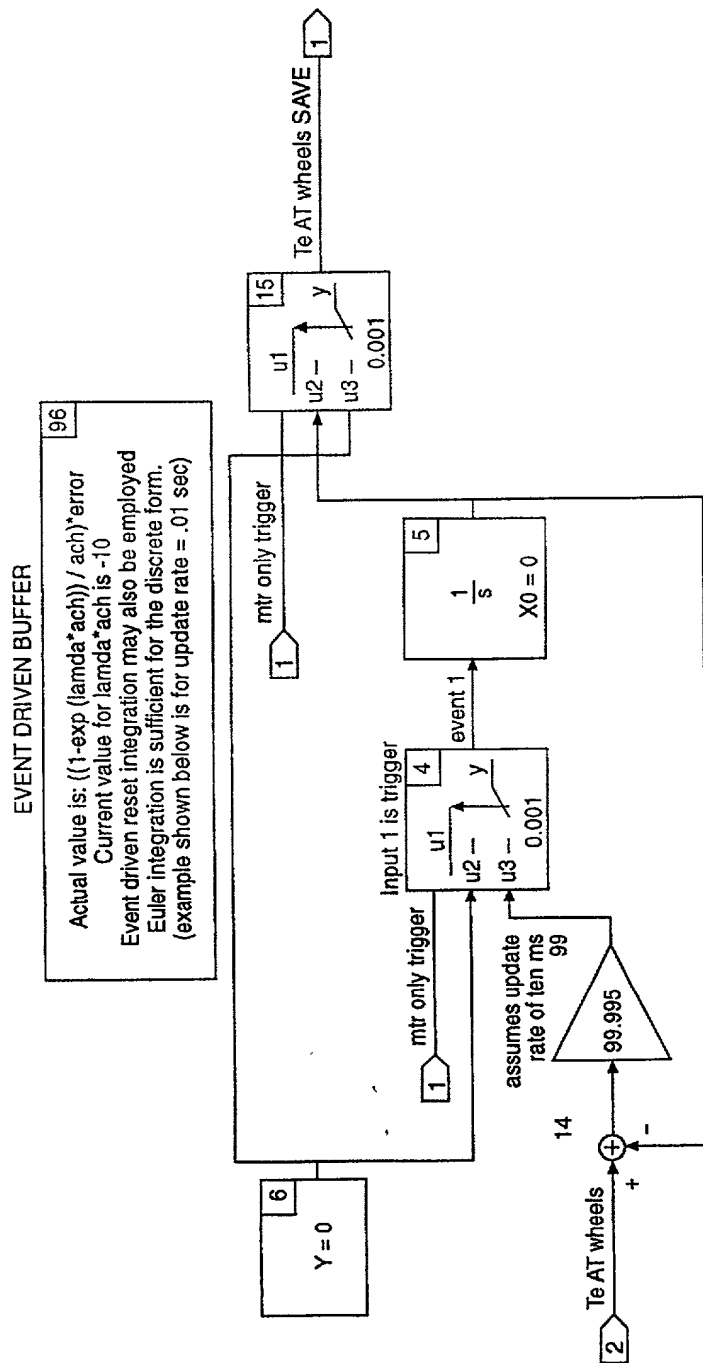 EVENT DRIVEN BUFFER
96
Actual value is: ((1-exp (lamda*ach)) / ach)*error
Current value for lamda*ach is -10
Event driven reset integration may also be employed
Euler integration is sufficient for the discrete form.
(example shown below is for update rate = .01 sec)
6
Y = 0
1
mtr only trigger
15
u1
u2
u3
y
0.001
Te AT wheels SAVE
1
Input 1 is trigger
1
mtr only trigger
4
u1
u2
u3
y
0.001
event 1
5
1
s
X0 = 0
assumes update
rate of ten ms
99
99.995
14
+
+
-
2
Te AT wheels